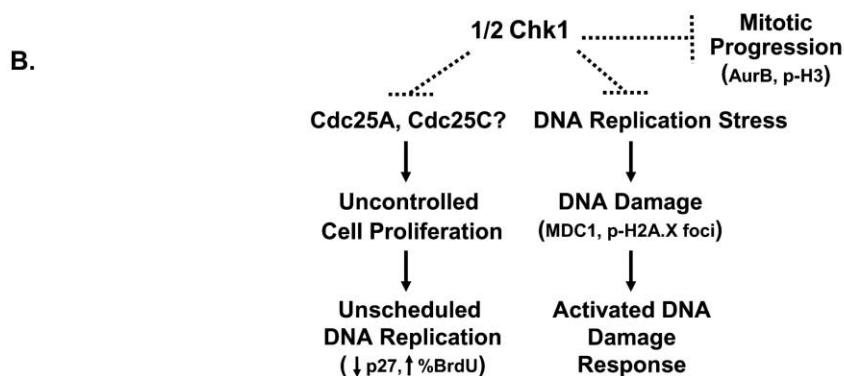 B.
1/2 Chk1
Mitotic
Progression
(AurB, p-H3)
Cdc25A, Cdc25C?
DNA Replication Stress
Uncontrolled
Cell Proliferation
DNA Damage
(MDC1, p-H2A.X foci)
Unscheduled
DNA Replication
(↓ p27, ↑ %BrdU)
Activated DNA
Damage
Response